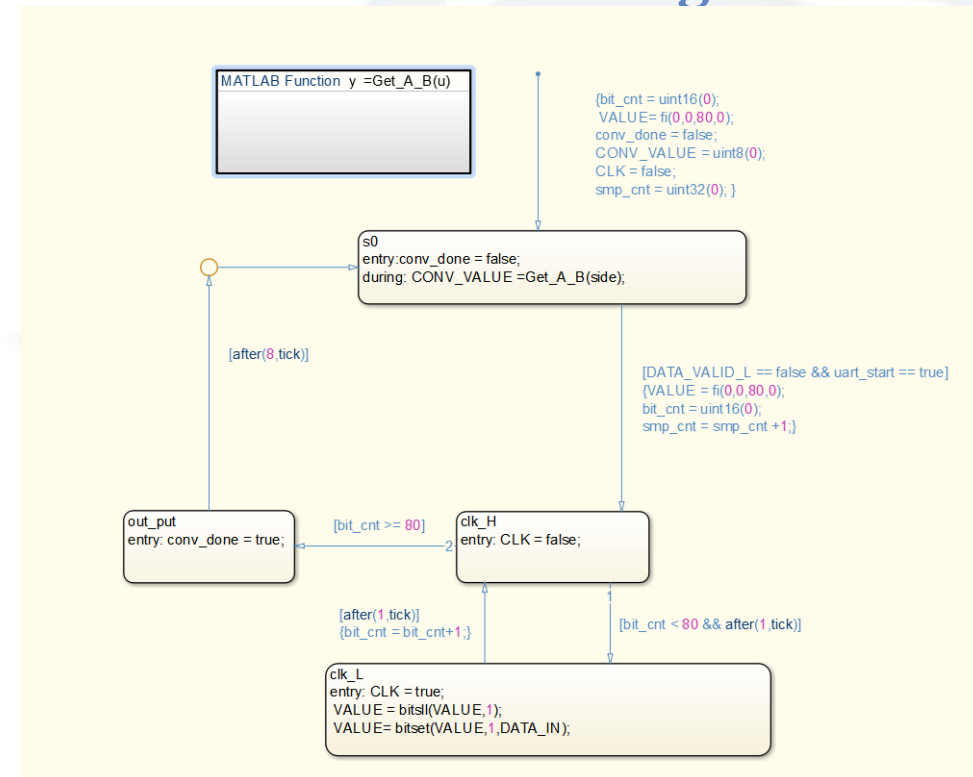 MATLAB Function y =Get_A_B(u)
{bit_cnt = uint16(0);
VALUE= fi(0,0,80,0);
conv_done = false;
CONV_VALUE = uint8(0);
CLK = false;
smp_cnt = uint32(0); }
s0
entry:conv_done = false;
during: CONV_VALUE =Get_A_B(side);
[after(8,tick)]
[DATA_VALID_L == false && uart_start == true]
{VALUE = fi(0,0,80,0);
bit_cnt = uint16(0);
smp_cnt = smp_cnt +1;}
out_put
entry: conv_done = true;
[bit_cnt >= 80]
2
clk_H
entry: CLK = false;
1
[after(1,tick)]
{bit_cnt = bit_cnt+1;}
[bit_cnt < 80 && after(1,tick)]
clk_L
entry: CLK = true;
VALUE = bitsll(VALUE,1);
VALUE= bitset(VALUE,1,DATA_IN);